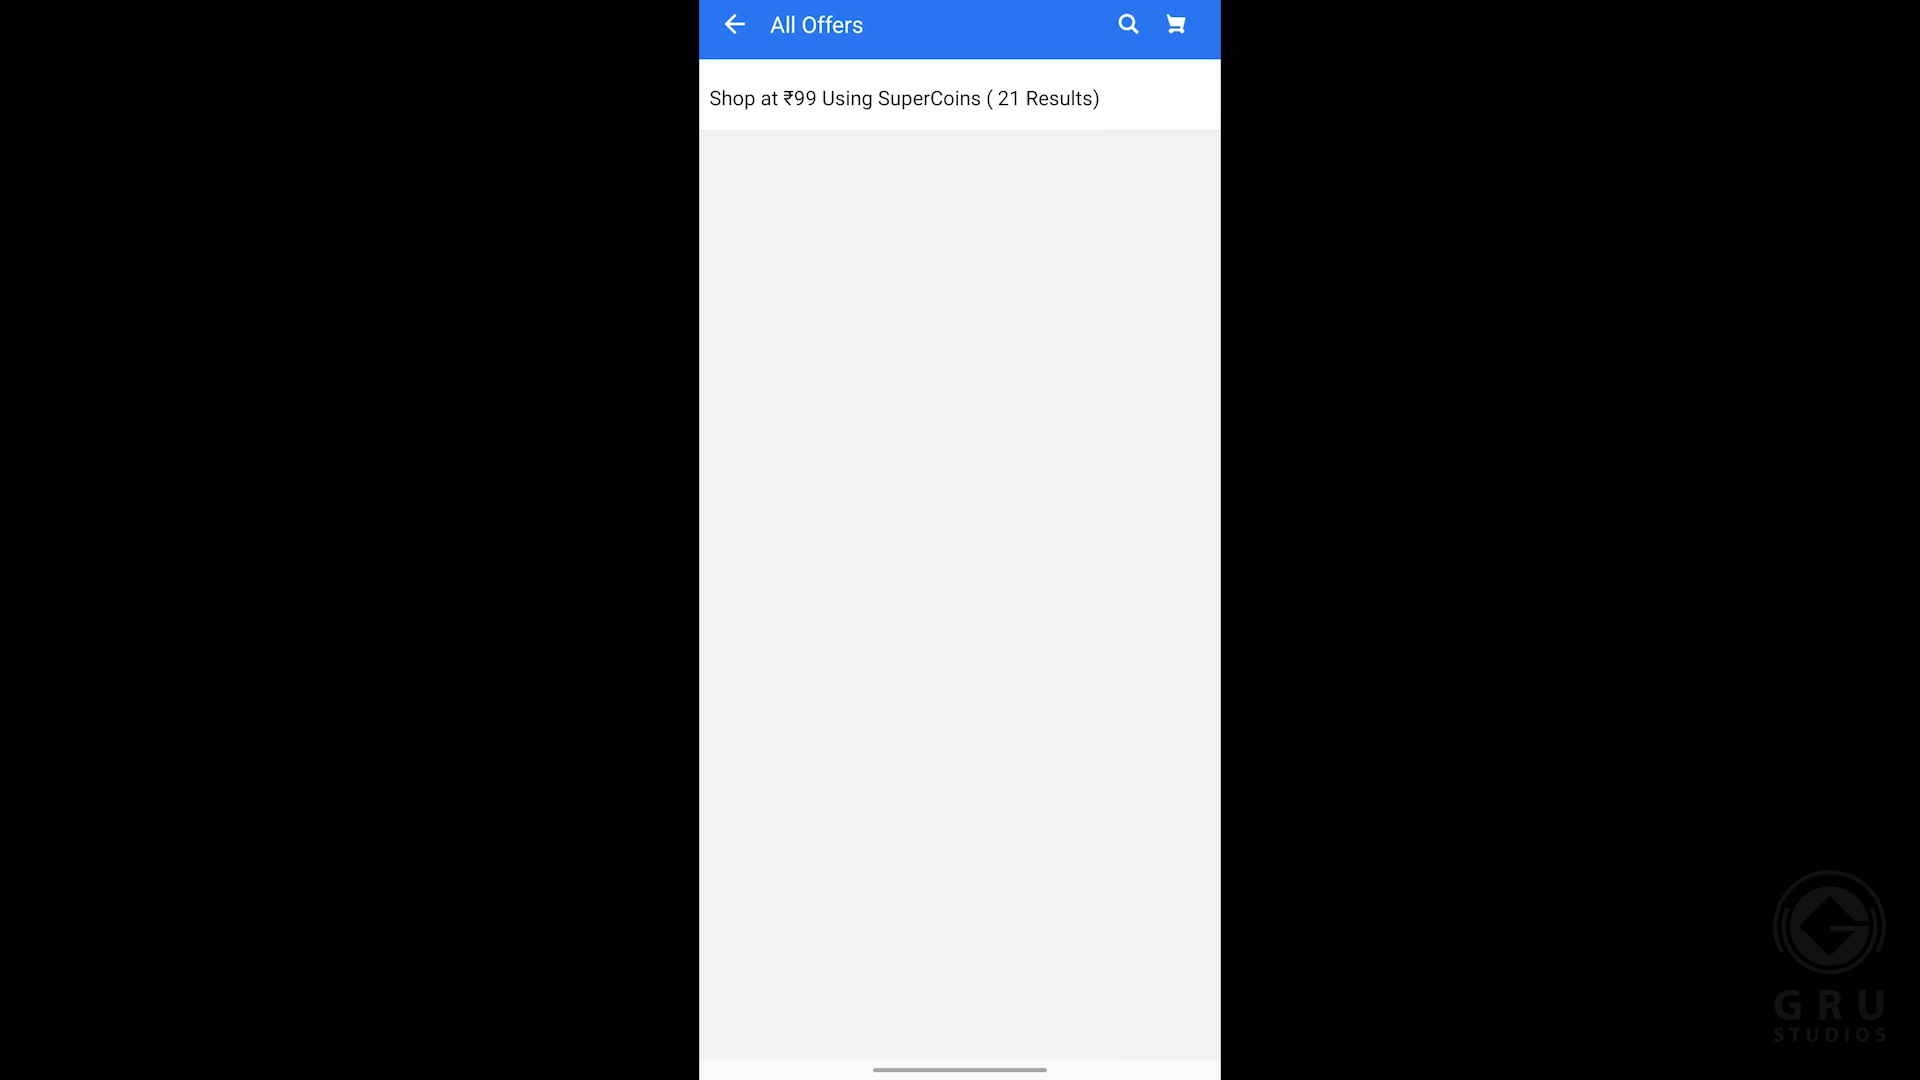 All Offers
Shop at ₹99 Using SuperCoins ( 21 Results)
GRU
STUDIOS